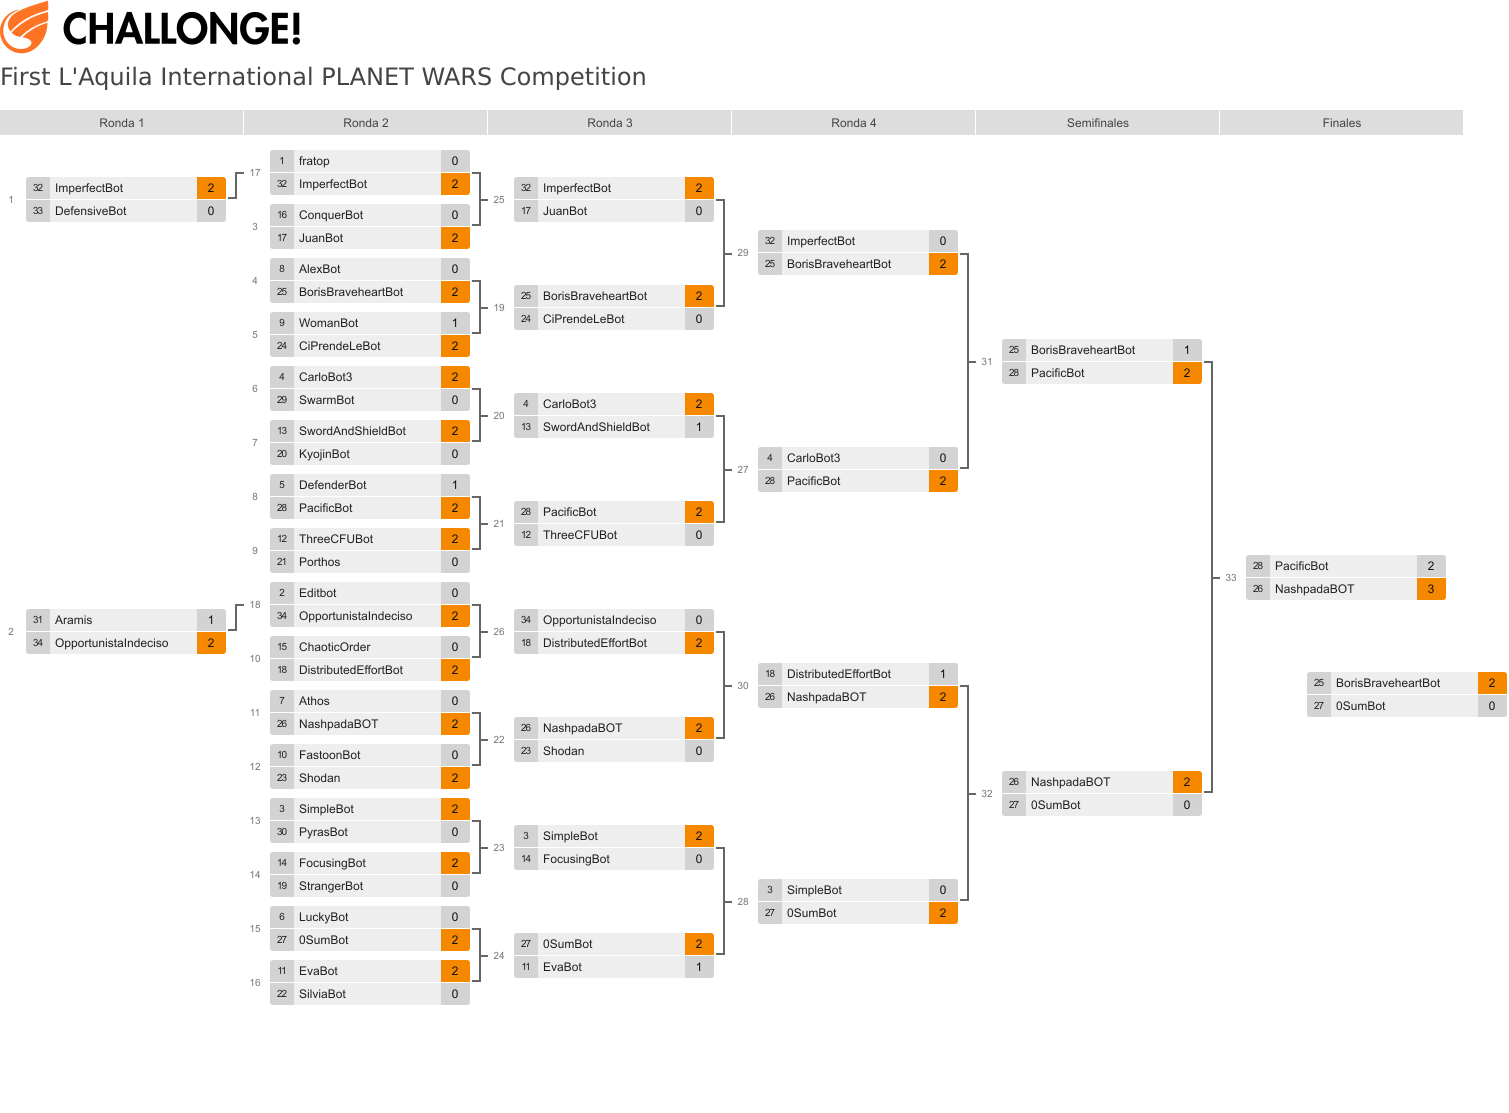 CHALLONGE!
First L'Aquila International PLANET WARS Competition
Ronda 1 Ronda 2 Ronda 3 Ronda 4 Semifinales Finales
1
32 ImperfectBot 2
33 DefensiveBot 0
2
31 Aramis 1
34 OpportunistaIndeciso 2
17
1 fratop 0
32 ImperfectBot 2
3
16 ConquerBot 0
17 JuanBot 2
4
8 AlexBot 0
25 BorisBraveheartBot 2
5
9 WomanBot 1
24 CiPrendeLeBot 2
6
4 CarloBot3 2
29 SwarmBot 0
7
13 SwordAndShieldBot 2
20 KyojinBot 0
8
5 DefenderBot 1
28 PacificBot 2
9
12 ThreeCFUBot 2
21 Porthos 0
18
2 Editbot 0
34 OpportunistaIndeciso 2
10
15 ChaoticOrder 0
18 DistributedEffortBot 2
11
7 Athos 0
26 NashpadaBOT 2
12
10 FastoonBot 0
23 Shodan 2
13
3 SimpleBot 2
30 PyrasBot 0
14
14 FocusingBot 2
19 StrangerBot 0
15
6 LuckyBot 0
27 0SumBot 2
16
11 EvaBot 2
22 SilviaBot 0
25
32 ImperfectBot 2
17 JuanBot 0
19
25 BorisBraveheartBot 2
24 CiPrendeLeBot 0
20
4 CarloBot3 2
13 SwordAndShieldBot 1
21
28 PacificBot 2
12 ThreeCFUBot 0
26
34 OpportunistaIndeciso 0
18 DistributedEffortBot 2
22
26 NashpadaBOT 2
23 Shodan 0
23
3 SimpleBot 2
14 FocusingBot 0
24
27 0SumBot 2
11 EvaBot 1
29
32 ImperfectBot 0
25 BorisBraveheartBot 2
27
4 CarloBot3 0
28 PacificBot 2
30
18 DistributedEffortBot 1
26 NashpadaBOT 2
28
3 SimpleBot 0
27 0SumBot 2
31
25 BorisBraveheartBot 1
28 PacificBot 2
32
26 NashpadaBOT 2
27 0SumBot 0
33
28 PacificBot 2
26 NashpadaBOT 3
25 BorisBraveheartBot 2
27 0SumBot 0